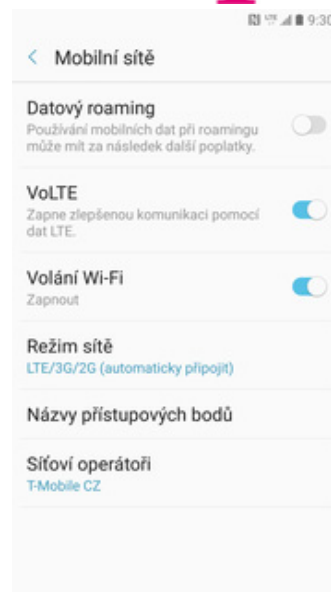 9:30
< Mobilní sítě
Datový roaming
Používání mobilních dat při roamingu
může mít za následek další poplatky.
VoLTE
Zapne zlepšenou komunikaci pomocí
dat LTE.
Volání Wi-Fi
Zapnout
Režim sítě
LTE/3G/2G (automaticky připojit)
Názvy přístupových bodů
Síťoví operátoři
T-Mobile CZ